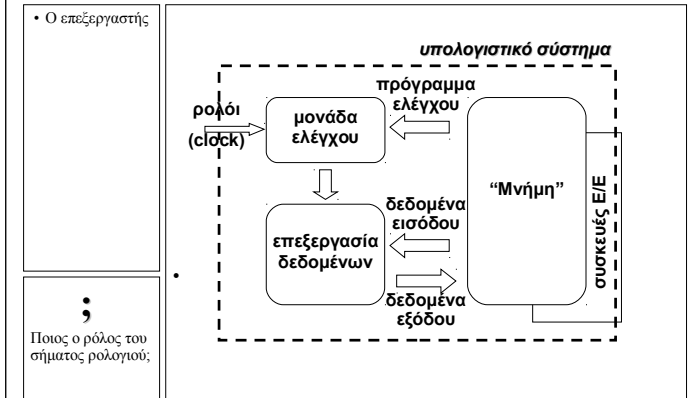 • Ο επεξεργαστής
υπολογιστικό σύστημα
ρολόι
(clock)
μονάδα
ελέγχου
πρόγραμμα
ελέγχου
“Μνήμη”
συσκευές Ε/Ε
επεξεργασία
δεδομένων
δεδομένα
εισόδου
δεδομένα
εξόδου
•
;
Ποιος ο ρόλος του
σήματος ρολογιού;